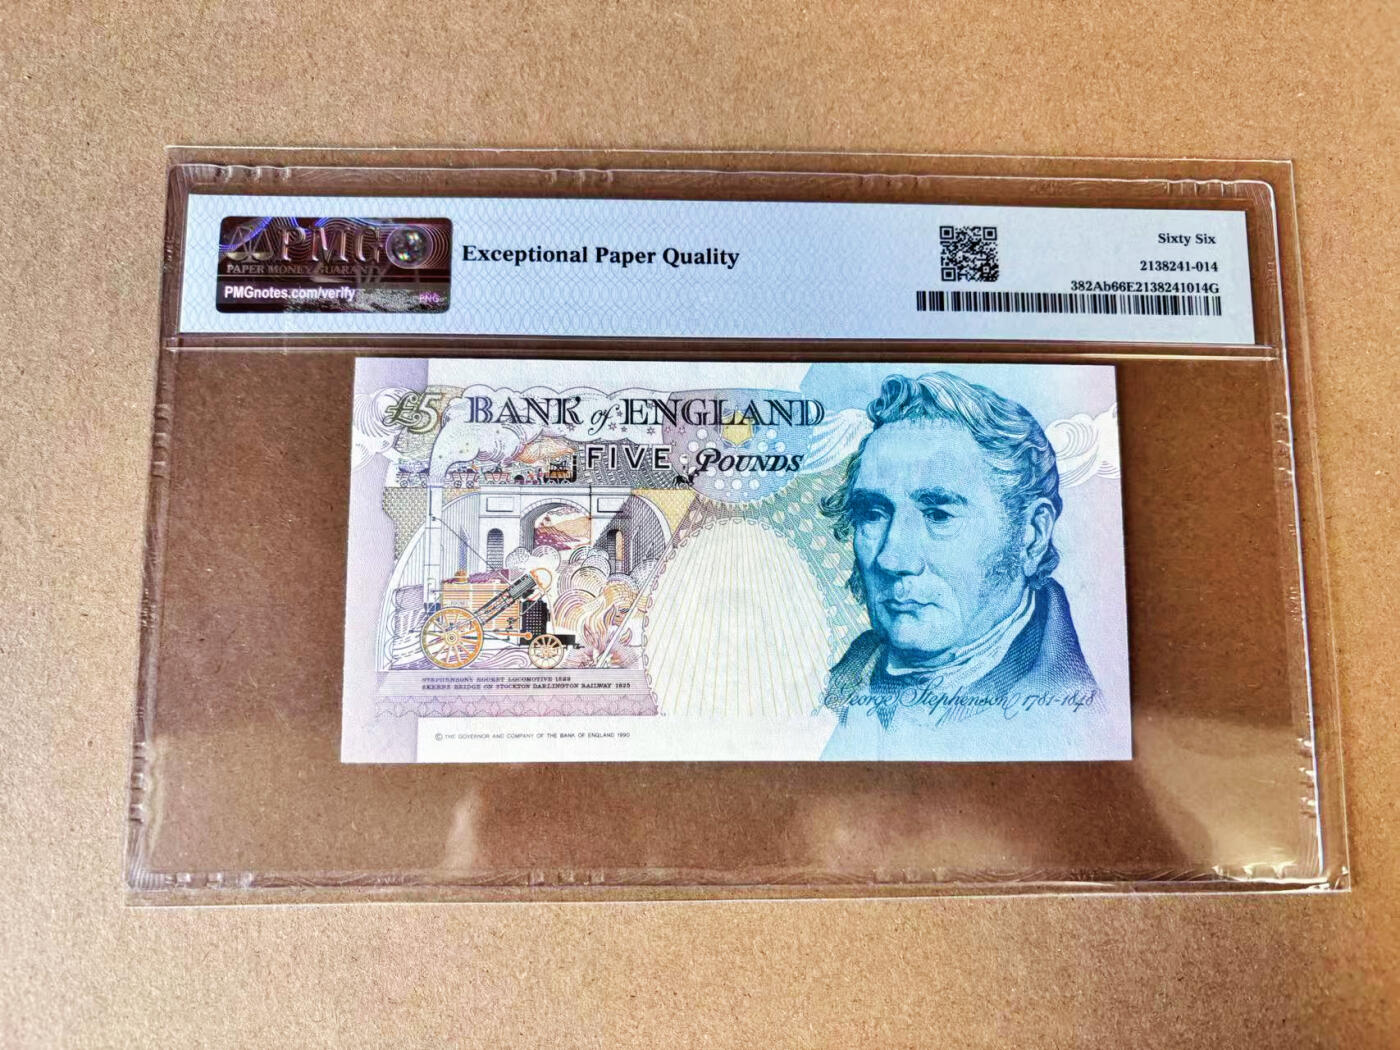 PMG
PAPER MONEY GUARANTY
PMGnotes.com/verify
PNG
Exceptional Paper Quality
Sixty Six
2138241-014
382Ab66E2138241014G
£5 BANK of ENGLAND
FIVE POUNDS
STEPHENSON'S ROCKET LOCOMOTIVE 1829
SKERNE BRIDGE ON STOCKTON DARLINGTON RAILWAY 1825
George Stephenson 1781-1848
© THE GOVERNOR AND COMPANY OF THE BANK OF ENGLAND 1990